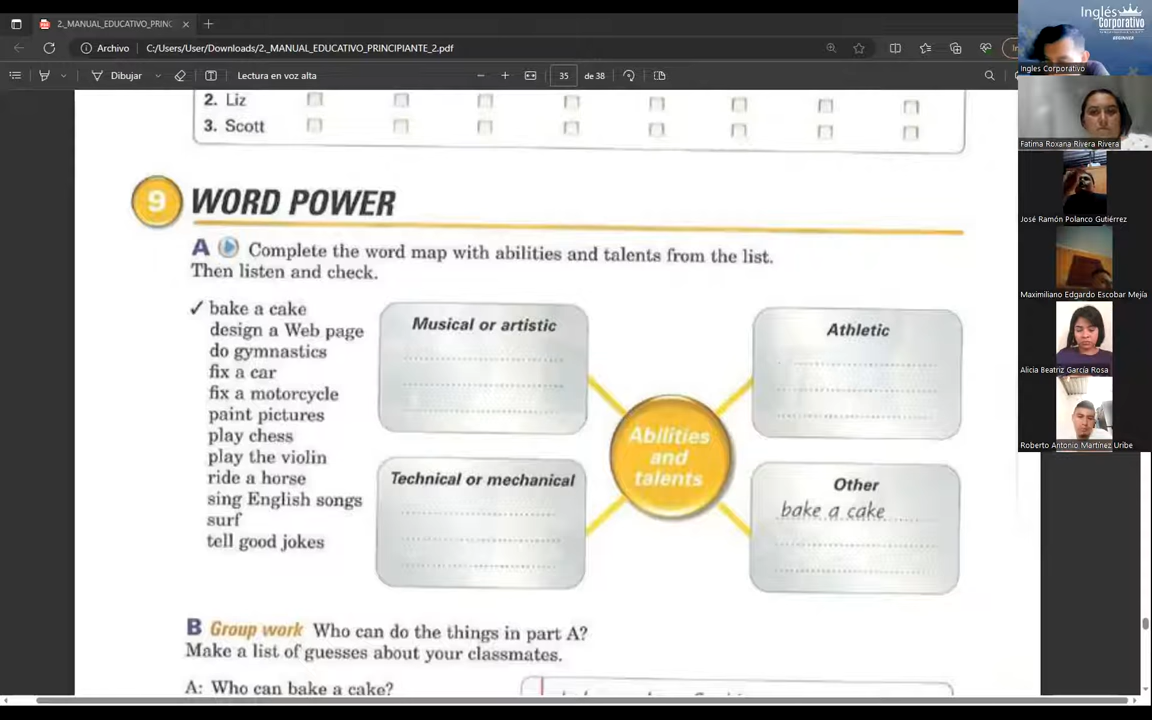 2._MANUAL_EDUCATIVO_PRINC
Archivo
C:/Users/User/Downloads/2._MANUAL_EDUCATIVO_PRINCIPIANTE_2.pdf
Dibujar
Lectura en voz alta
35
de 38
2. Liz
3. Scott
9 WORD POWER
A Complete the word map with abilities and talents from the list.
Then listen and check.
✓ bake a cake
design a Web page
do gymnastics
fix a car
fix a motorcycle
paint pictures
play chess
play the violin
ride a horse
sing English songs
surf
tell good jokes
Musical or artistic
Athletic
Abilities
and
talents
Technical or mechanical
Other
bake a cake
B Group work Who can do the things in part A?
Make a list of guesses about your classmates.
A: Who can bake a cake?
Inglés
Corporativo
Ingles Corporativo
Fatima Roxana Rivera Rivera
José Ramón Polanco Gutiérrez
Maximiliano Edgardo Escobar Mejía
Alicia Beatriz García Rosa
Roberto Antonio Martínez Uribe